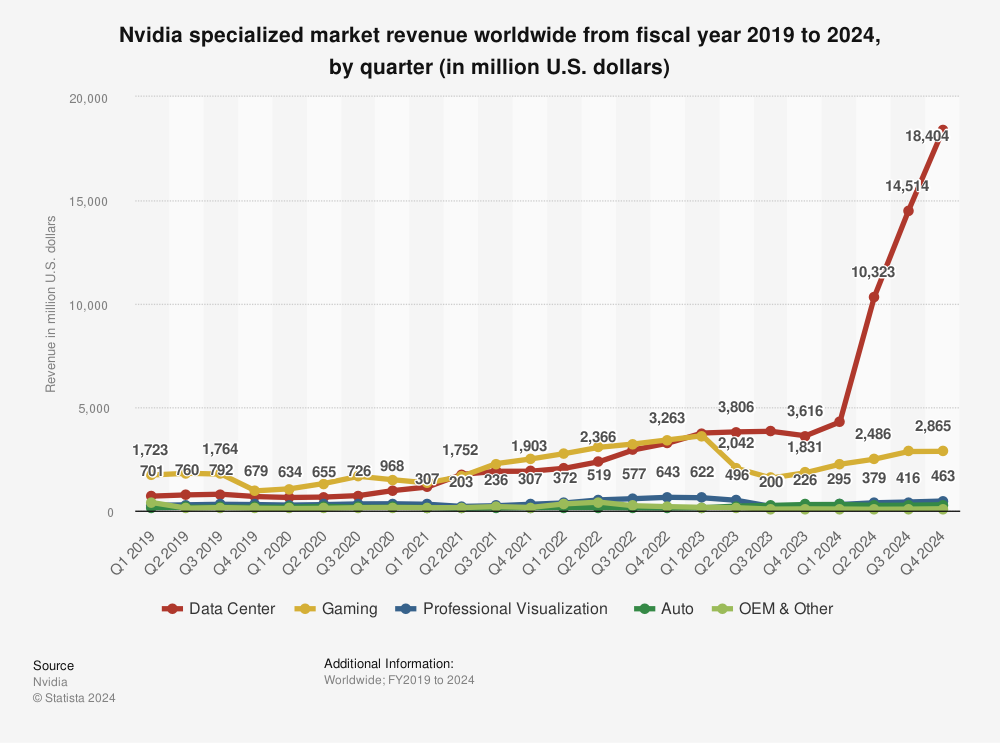 Nvidia specialized market revenue worldwide from fiscal year 2019 to 2024,
by quarter (in million U.S. dollars)
Revenue in million U.S. dollars
20,000
15,000
10,000
5,000
0
18,404
14,514
10,323
3,806
3,616
3,263
2,865
2,486
2,366
2,042
1,903
1,831
1,723
1,764
1,752
701 760 792 679 634 655 726 968 307 203 236 307 372 519 577 643 622 496 200 226 295 379 416 463
Q1 2019 Q2 2019 Q3 2019 Q4 2019 Q1 2020 Q2 2020 Q3 2020 Q4 2020 Q1 2021 Q2 2021 Q3 2021 Q4 2021 Q1 2022 Q2 2022 Q3 2022 Q4 2022 Q1 2023 Q2 2023 Q3 2023 Q4 2023 Q1 2024 Q2 2024 Q3 2024 Q4 2024
Data Center Gaming Professional Visualization Auto OEM & Other
Source
Nvidia
© Statista 2024
Additional Information:
Worldwide; FY2019 to 2024